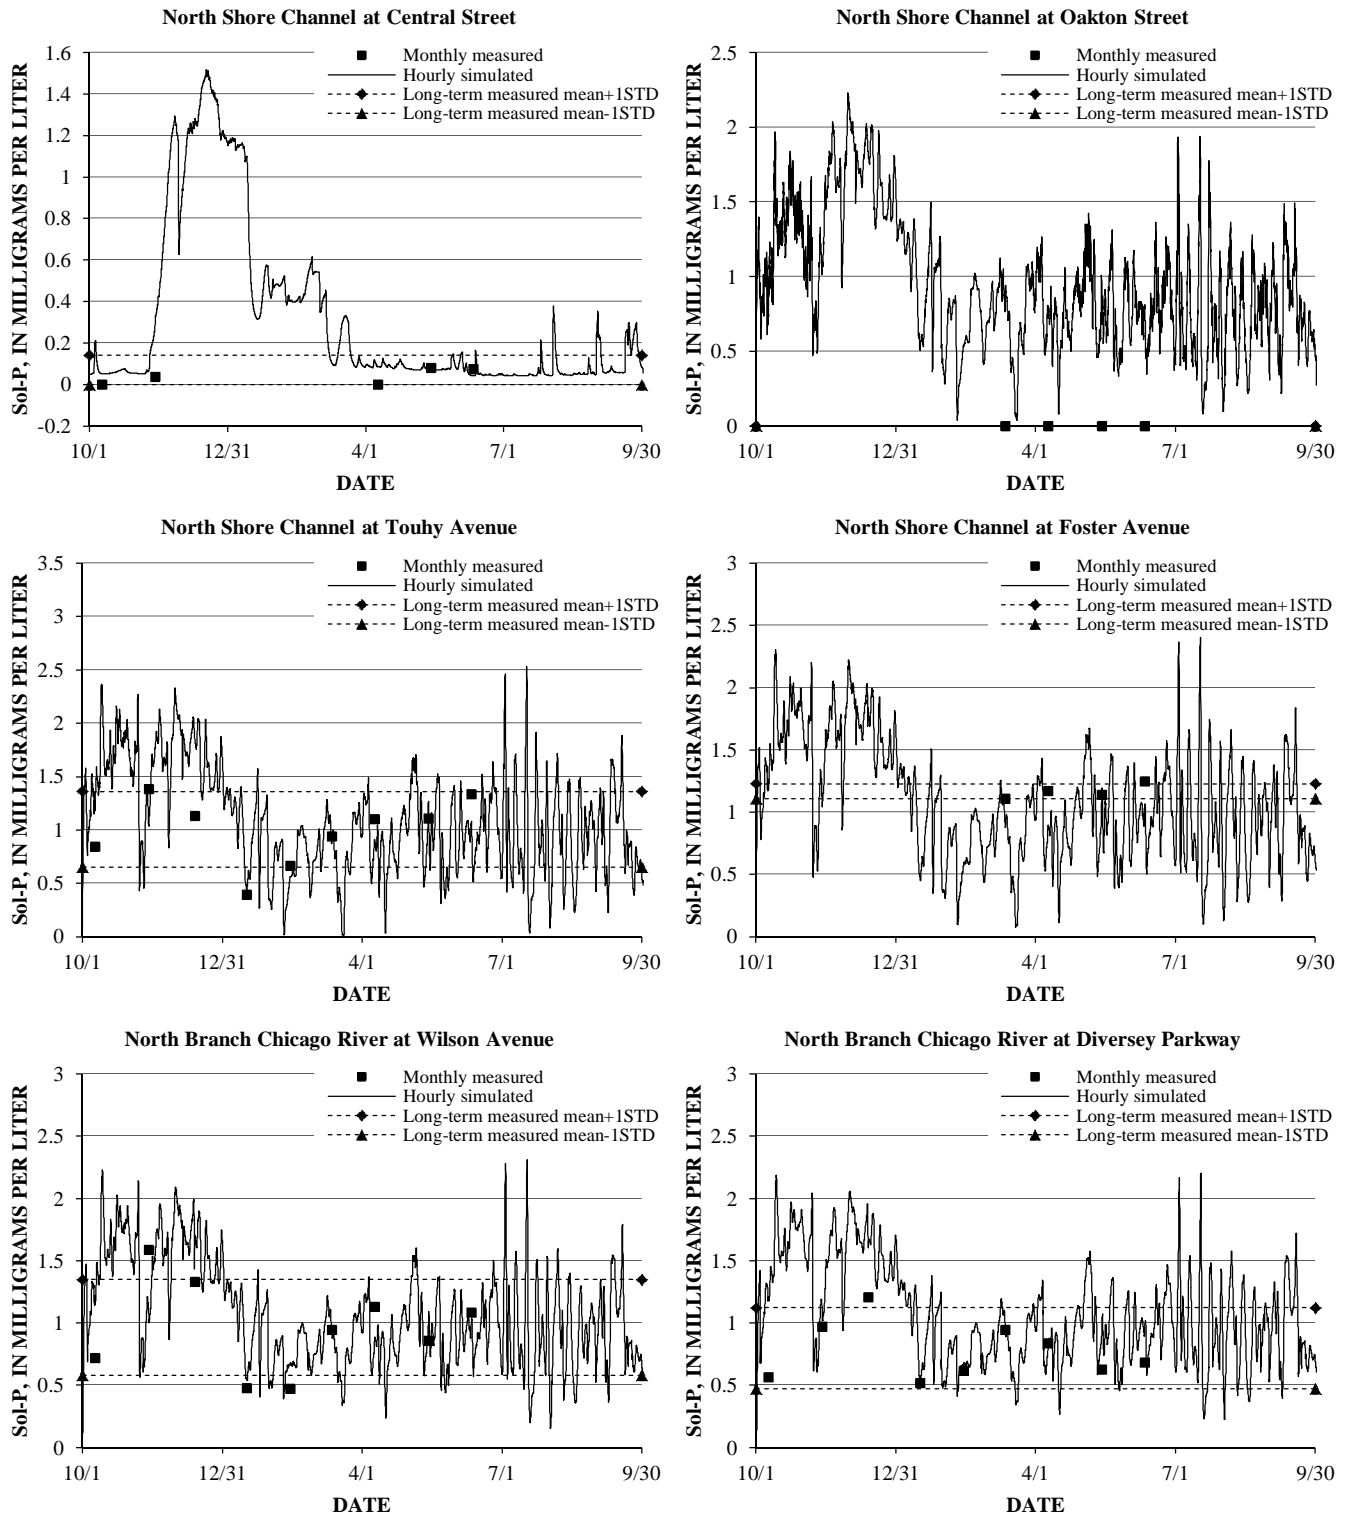 North Shore Channel at Central Street
Sol-P, IN MILLIGRAMS PER LITER
1.6
1.4
1.2
1
0.8
0.6
0.4
0.2
0
-0.2
Monthly measured
Hourly simulated
Long-term measured mean+1STD
Long-term measured mean-1STD
10/1 12/31 4/1 7/1 9/30
DATE
North Shore Channel at Oakton Street
Sol-P, IN MILLIGRAMS PER LITER
2.5
2
1.5
1
0.5
0
Monthly measured
Hourly simulated
Long-term measured mean+1STD
Long-term measured mean-1STD
10/1 12/31 4/1 7/1 9/30
DATE
North Shore Channel at Touhy Avenue
Sol-P, IN MILLIGRAMS PER LITER
3.5
3
2.5
2
1.5
1
0.5
0
Monthly measured
Hourly simulated
Long-term measured mean+1STD
Long-term measured mean-1STD
10/1 12/31 4/1 7/1 9/30
DATE
North Shore Channel at Foster Avenue
Sol-P, IN MILLIGRAMS PER LITER
3
2.5
2
1.5
1
0.5
0
Monthly measured
Hourly simulated
Long-term measured mean+1STD
Long-term measured mean-1STD
10/1 12/31 4/1 7/1 9/30
DATE
North Branch Chicago River at Wilson Avenue
Sol-P, IN MILLIGRAMS PER LITER
3
2.5
2
1.5
1
0.5
0
Monthly measured
Hourly simulated
Long-term measured mean+1STD
Long-term measured mean-1STD
10/1 12/31 4/1 7/1 9/30
DATE
North Branch Chicago River at Diversey Parkway
Sol-P, IN MILLIGRAMS PER LITER
3
2.5
2
1.5
1
0.5
0
Monthly measured
Hourly simulated
Long-term measured mean+1STD
Long-term measured mean-1STD
10/1 12/31 4/1 7/1 9/30
DATE